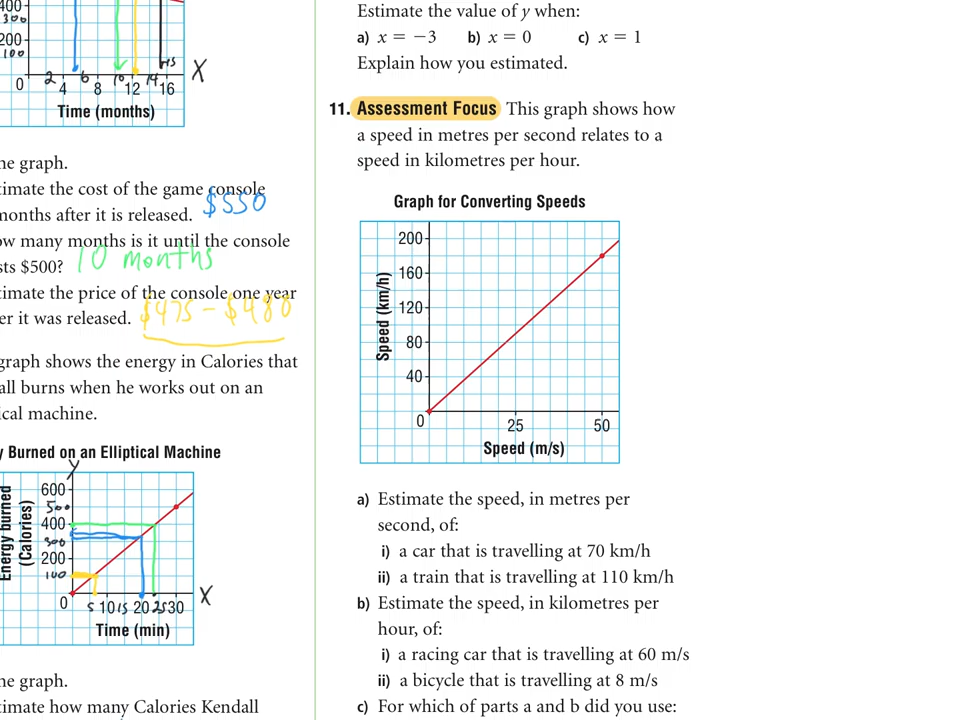 400
300
200
100
0
2
4
6
8
10
12
14
16
X
Time (months)
he graph.
timate the cost of the game console
months after it is released. $550
ow many months is it until the console
sts $500? 10 months
timate the price of the console one year
er it was released. $475 - $480
graph shows the energy in Calories that
all burns when he works out on an
ical machine.
y Burned on an Elliptical Machine
y
Energy burned
(Calories)
600
500
400
300
200
100
0
5 10 15 20 25 30
X
Time (min)
he graph.
timate how many Calories Kendall
Estimate the value of y when:
a) x = −3 b) x = 0 c) x = 1
Explain how you estimated.
11. Assessment Focus This graph shows how
a speed in metres per second relates to a
speed in kilometres per hour.
Graph for Converting Speeds
Speed (km/h)
200
160
120
80
40
0
25
50
Speed (m/s)
a) Estimate the speed, in metres per
second, of:
i) a car that is travelling at 70 km/h
ii) a train that is travelling at 110 km/h
b) Estimate the speed, in kilometres per
hour, of:
i) a racing car that is travelling at 60 m/s
ii) a bicycle that is travelling at 8 m/s
c) For which of parts a and b did you use: